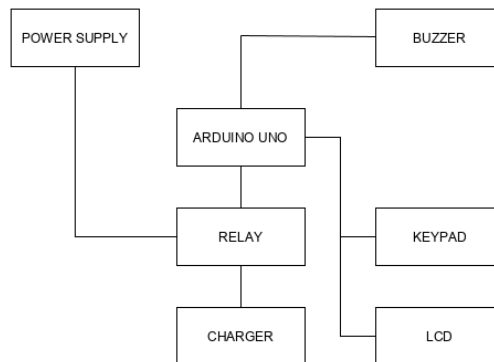 POWER SUPPLY
BUZZER
ARDUINO UNO
RELAY
KEYPAD
CHARGER
LCD